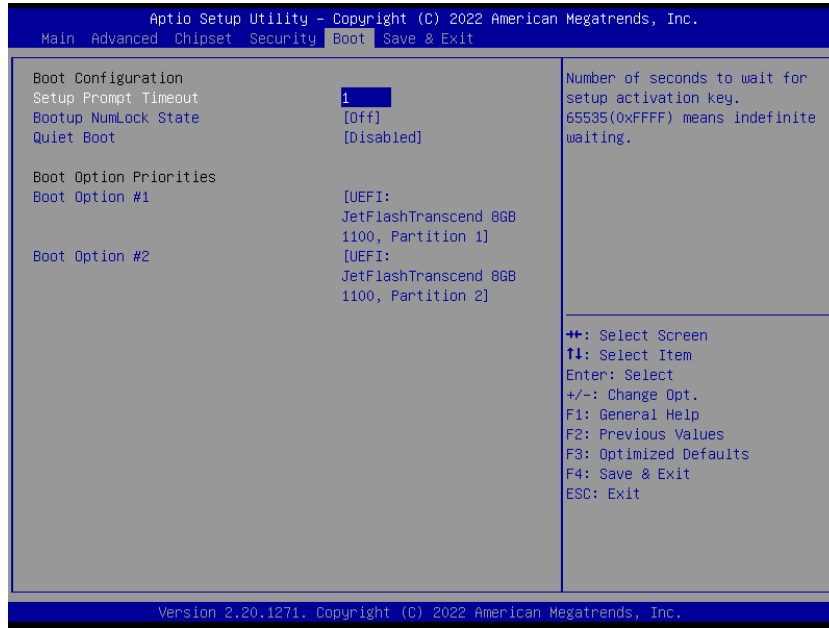 Aptio Setup Utility – Copyright (C) 2022 American Megatrends, Inc.
Main Advanced Chipset Security Boot Save & Exit
Boot Configuration
Setup Prompt Timeout 1
Bootup NumLock State [Off]
Quiet Boot [Disabled]
Boot Option Priorities
Boot Option #1 [UEFI:
JetFlashTranscend 8GB
1100, Partition 1]
Boot Option #2 [UEFI:
JetFlashTranscend 8GB
1100, Partition 2]
Number of seconds to wait for
setup activation key.
65535(0xFFFF) means indefinite
waiting.
→←: Select Screen
↑↓: Select Item
Enter: Select
+/-: Change Opt.
F1: General Help
F2: Previous Values
F3: Optimized Defaults
F4: Save & Exit
ESC: Exit
Version 2.20.1271. Copyright (C) 2022 American Megatrends, Inc.